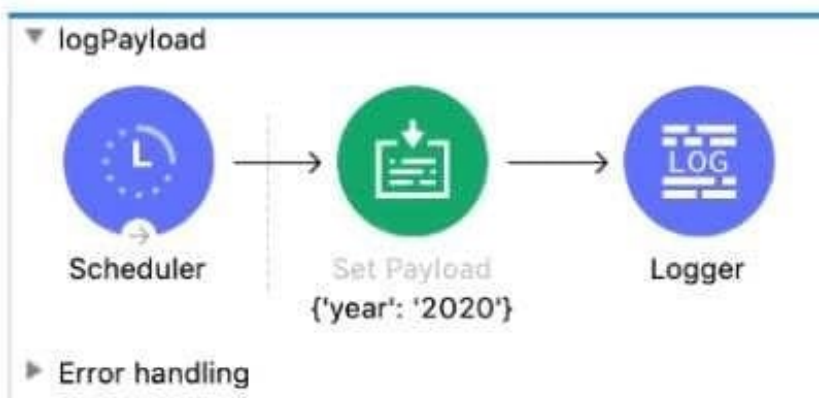 logPayload
L
LOG
Scheduler
Set Payload
Logger
{'year': '2020'}
Error handling